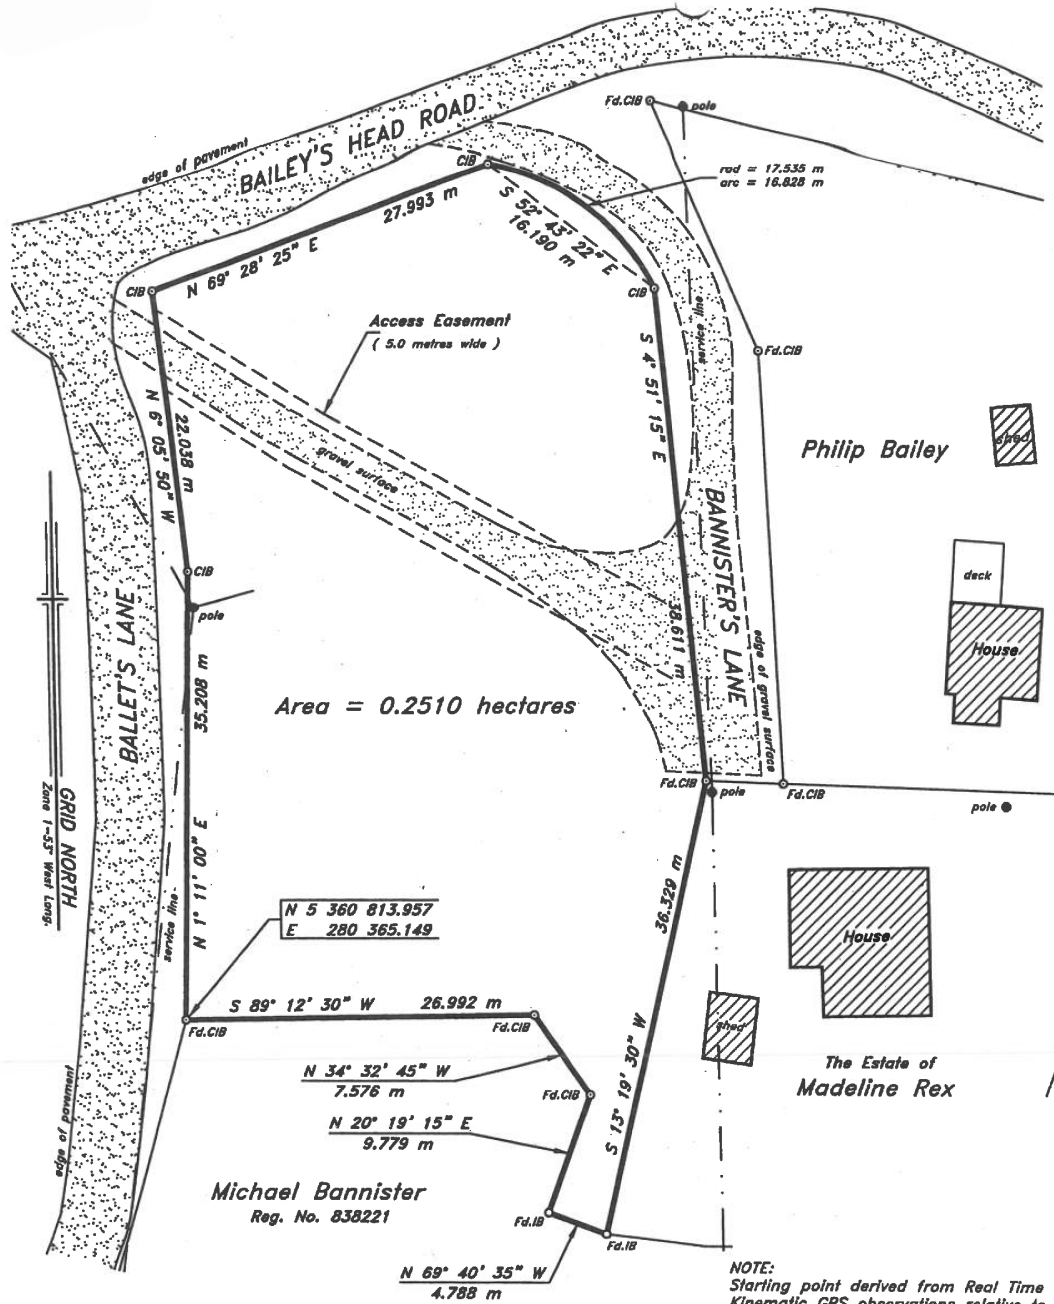 Fd.CIB
pole
edge of pavement
BAILEY'S HEAD ROAD
CIB
rad = 17.535 m
arc = 16.828 m
27.993 m
N 69° 28' 25" E
S 52° 43' 22" E
16.190 m
CIB
CIB
Access Easement
( 5.0 metres wide )
service line
Fd.CIB
S 4° 51' 15" E
38.611 m
N 6° 05' 50" W
22.038 m
gravel surface
Philip Bailey
shed
BANNISTER'S LANE
deck
House
CIB
pole
BALLET'S LANE
35.208 m
N 1° 11' 00" E
Area = 0.2510 hectares
edge of gravel surface
Fd.CIB
pole
Fd.CIB
pole
GRID NORTH
Zone 1-53° West Long.
service line
N 5 360 813.957
E 280 365.149
36.329 m
S 13° 19' 30" W
House
S 89° 12' 30" W 26.992 m
Fd.CIB
Fd.CIB
shed
N 34° 32' 45" W
7.576 m
Fd.CIB
The Estate of
Madeline Rex
edge of pavement
N 20° 19' 15" E
9.779 m
Michael Bannister
Reg. No. 838221
Fd.IB
Fd.IB
N 69° 40' 35" W
4.788 m
NOTE:
Starting point derived from Real Time
Kinematic GPS observations relative to